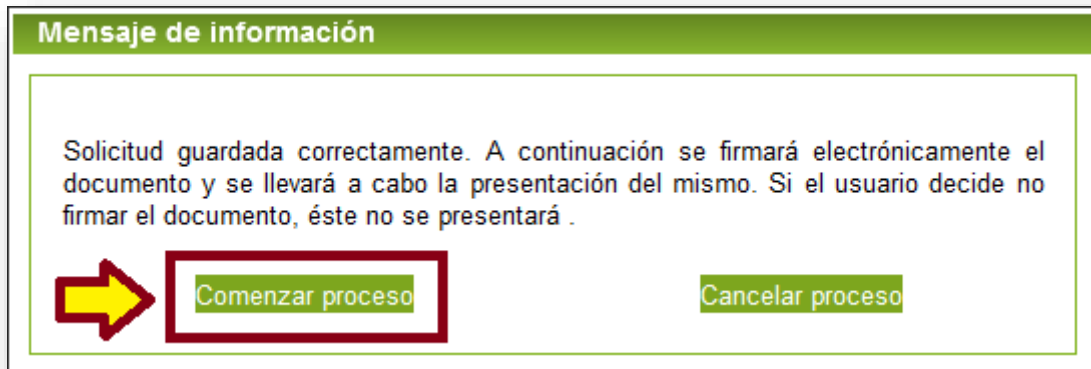 Mensaje de información
Solicitud guardada correctamente. A continuación se firmará electrónicamente el
documento y se llevará a cabo la presentación del mismo. Si el usuario decide no
firmar el documento, éste no se presentará .
Comenzar proceso
Cancelar proceso